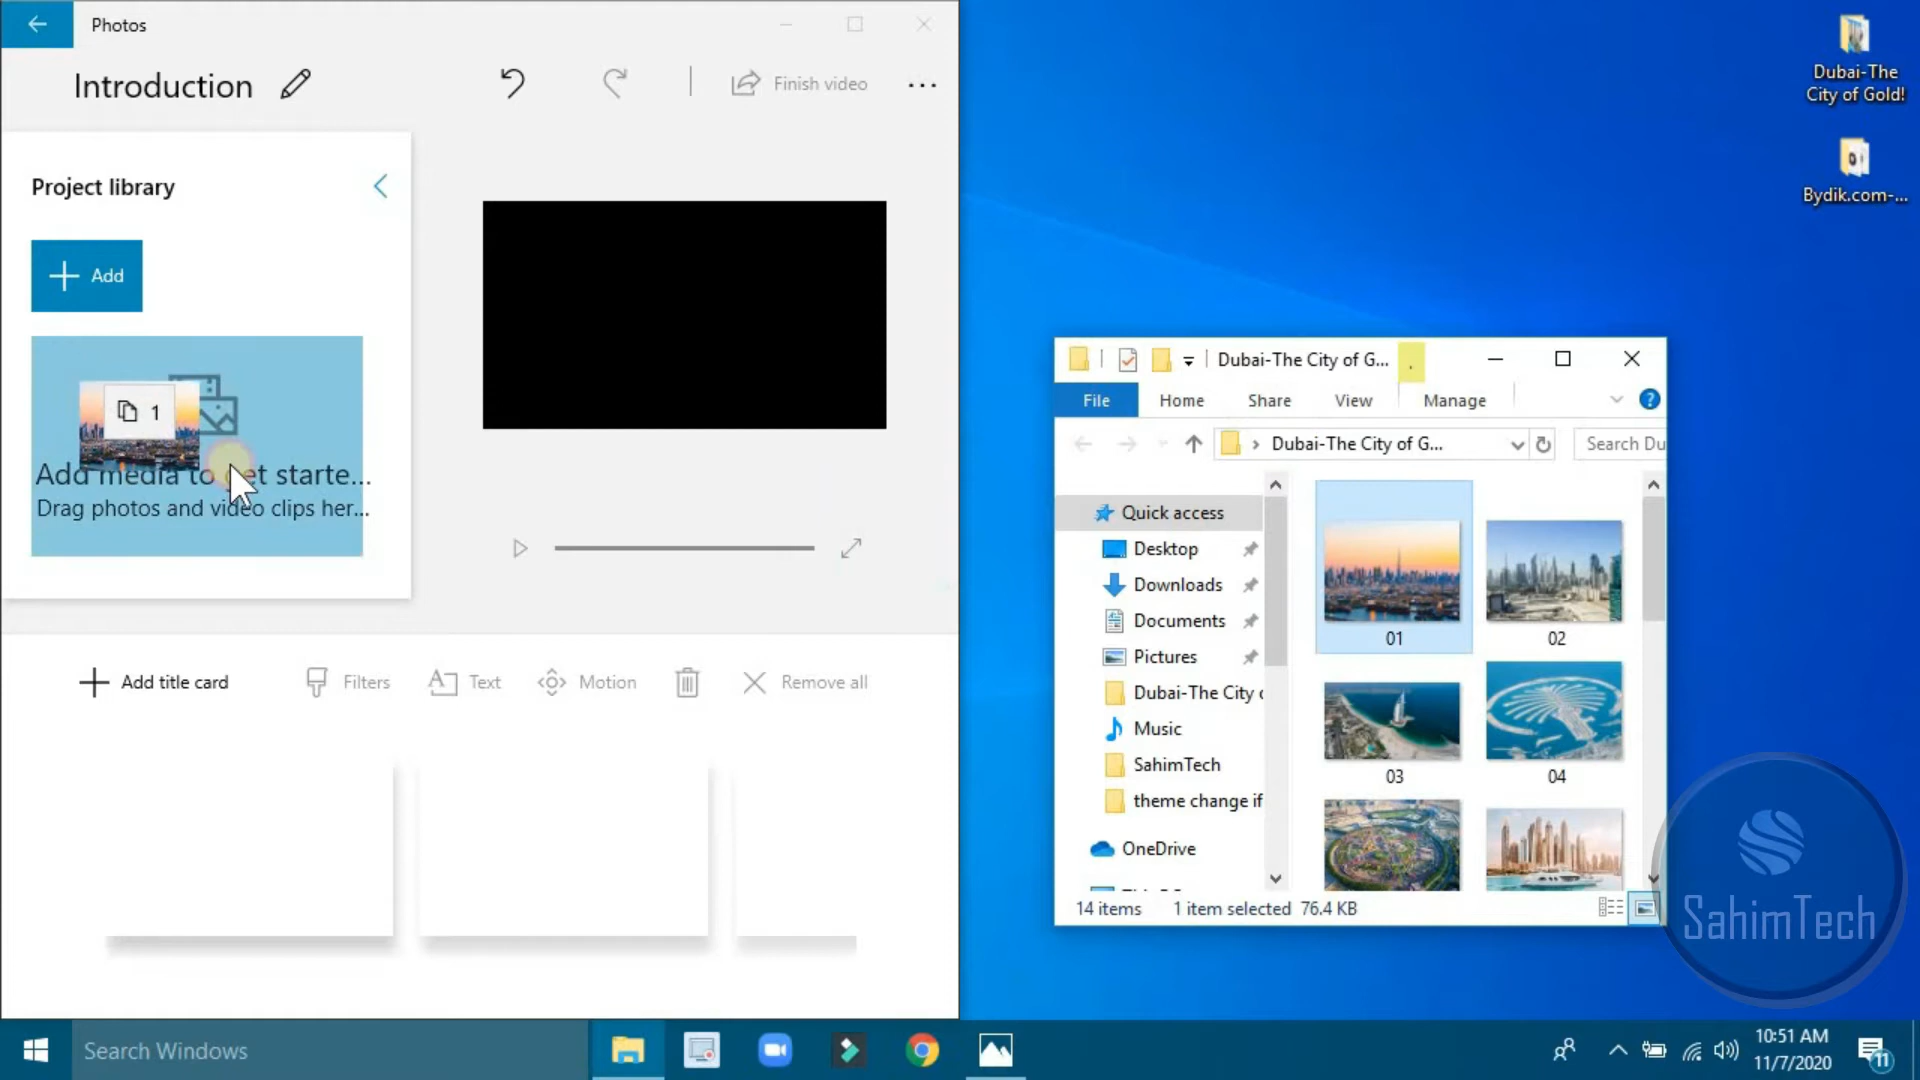 Photos
Introduction
Finish video
Project library
Add
1
Add media to get starte...
Drag photos and video clips her...
Add title card
Filters
Text
Motion
Remove all
Dubai-The
City of Gold!
Bydik.com-...
Dubai-The City of G...
File
Home
Share
View
Manage
Dubai-The City of G...
Search Du
Quick access
Desktop
Downloads
Documents
Pictures
Dubai-The City
Music
SahimTech
theme change if
OneDrive
01
02
03
04
14 items
1 item selected 76.4 KB
SahimTech
Search Windows
10:51 AM
11/7/2020
11